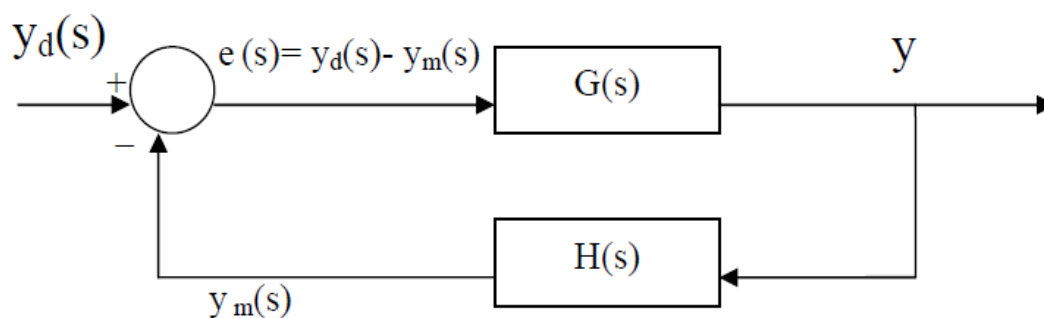 y_d(s)
e (s)= y_d(s)- y_m(s)
G(s)
y
+
−
H(s)
y_m(s)